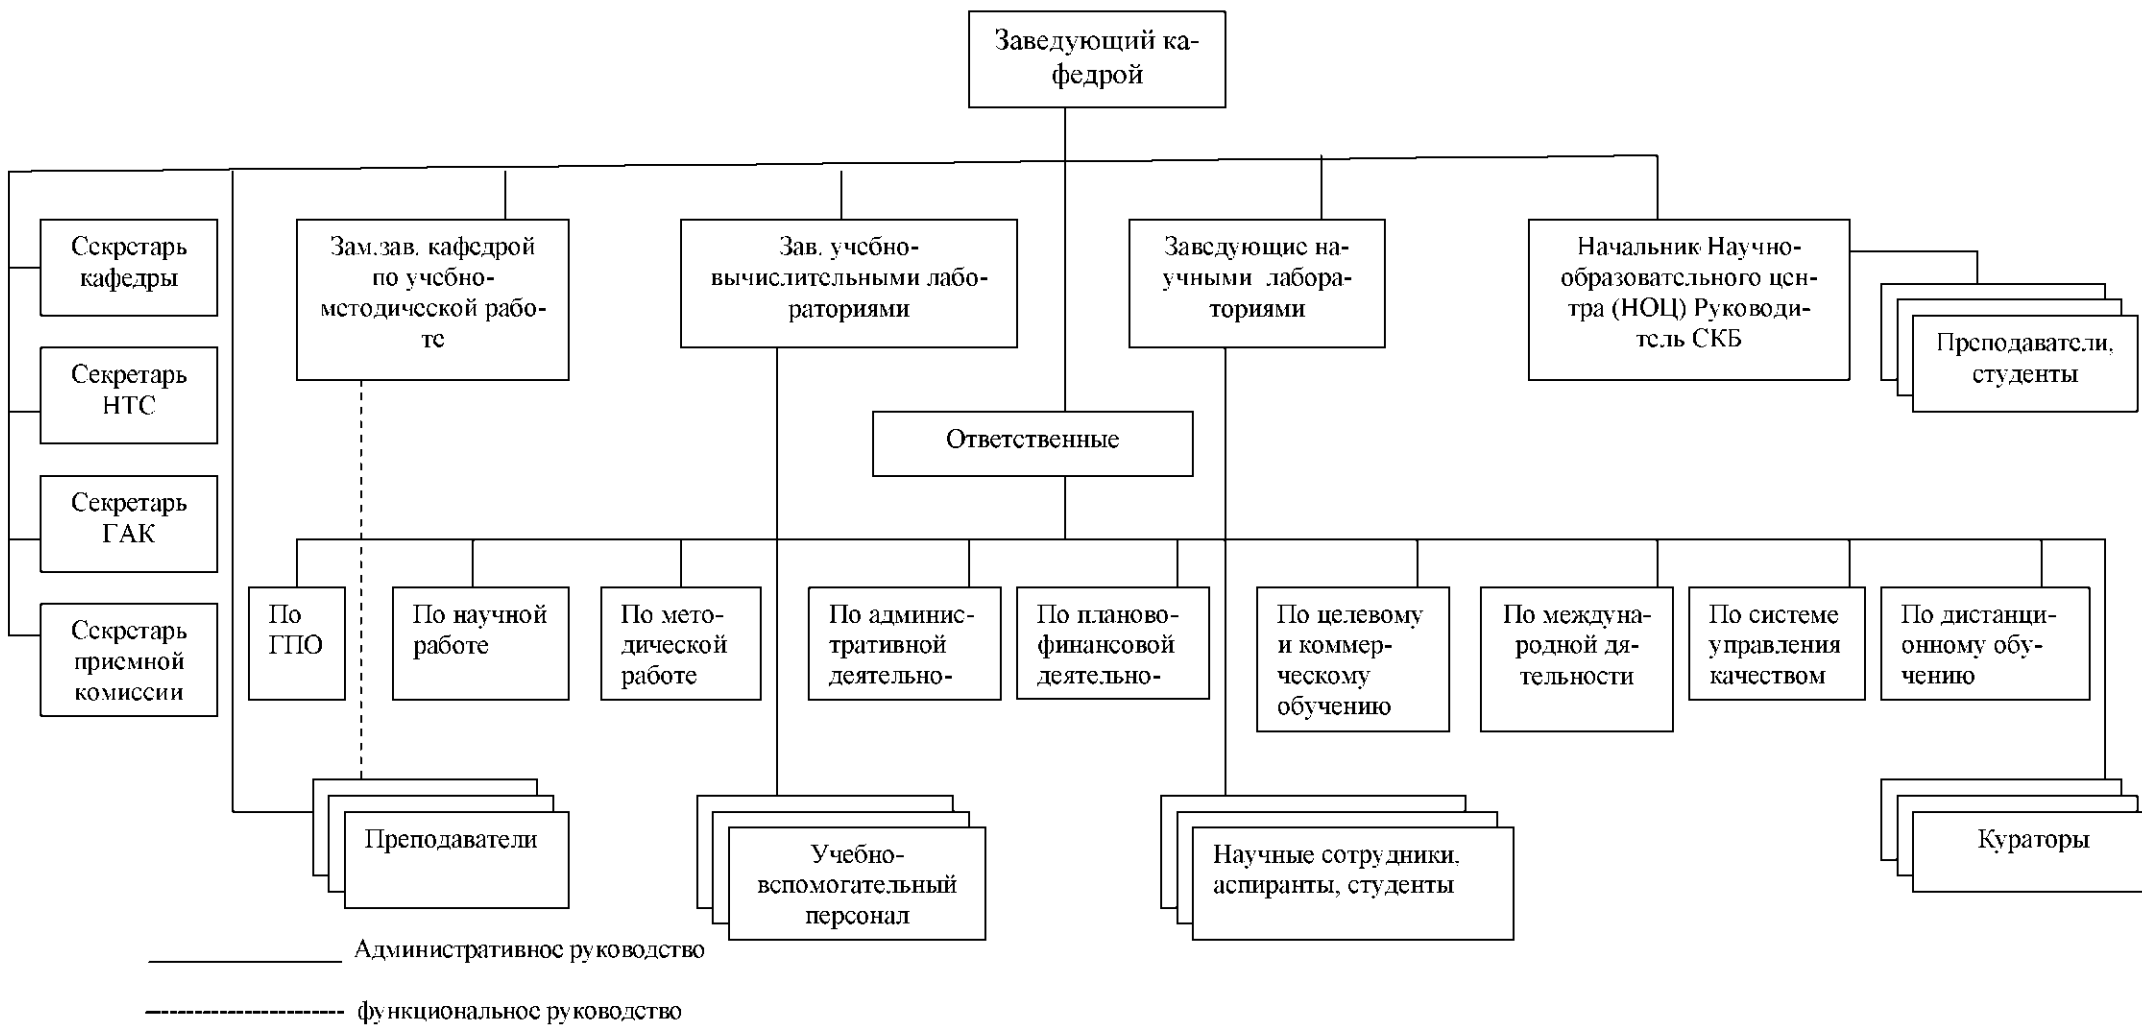 Заведующий ка-
федрой
Секретарь
кафедры
Зам.зав. кафедрой
по учебно-
методической рабо-
те
Зав. учебно-
вычислительными лабо-
раториями
Заведующие на-
учными лабора-
ториями
Начальник Научно-
образовательного цен-
тра (НОЦ) Руководи-
тель СКБ
Преподаватели,
студенты
Секретарь
НТС
Ответственные
Секретарь
ГАК
Секретарь
приемной
комиссии
По
ГПО
По научной
работе
По мето-
дической
работе
По админис-
тративной
деятельно-
По планово-
финансовой
деятельно-
По целевому
и коммер-
ческому
обучению
По междуна-
родной дя-
тельности
По системе
управления
качеством
По дистанци-
онному обу-
чению
Преподаватели
Учебно-
вспомогательный
персонал
Научные сотрудники,
аспиранты, студенты
Кураторы
Административное руководство
функциональное руководство